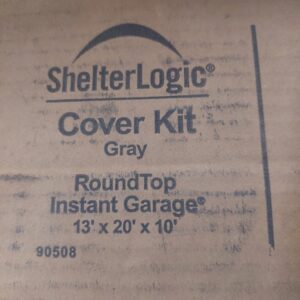 ShelterLogic®
Cover Kit
Gray
RoundTop
Instant Garage®
13' x 20' x 10'
90508